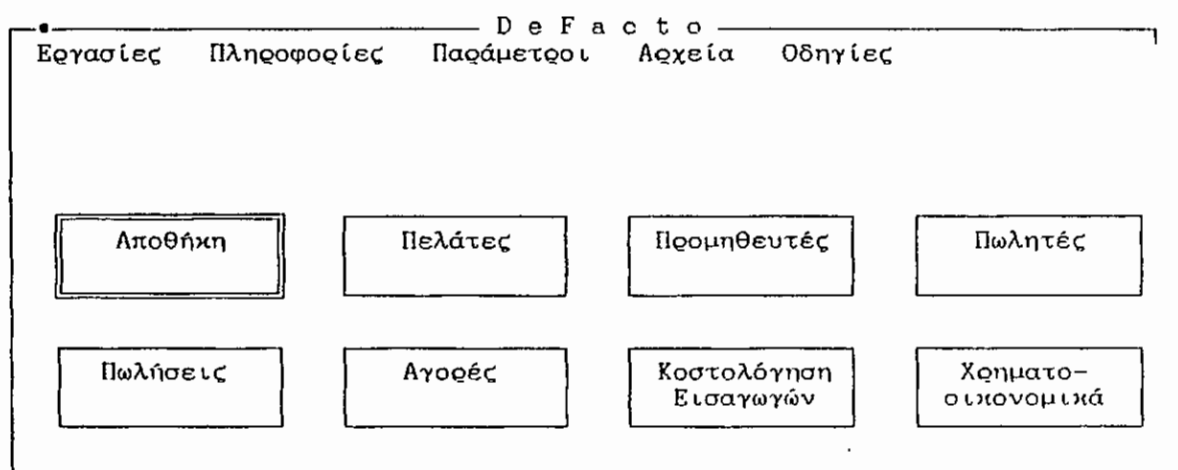 D e F a c t o
Εργασίες Πληροφορίες Παράμετροι Αρχεία Οδηγίες
Αποθήκη Πελάτες Προμηθευτές Πωλητές
Πωλήσεις Αγορές Κοστολόγηση Χρηματο-
Εισαγωγών οικονομικά